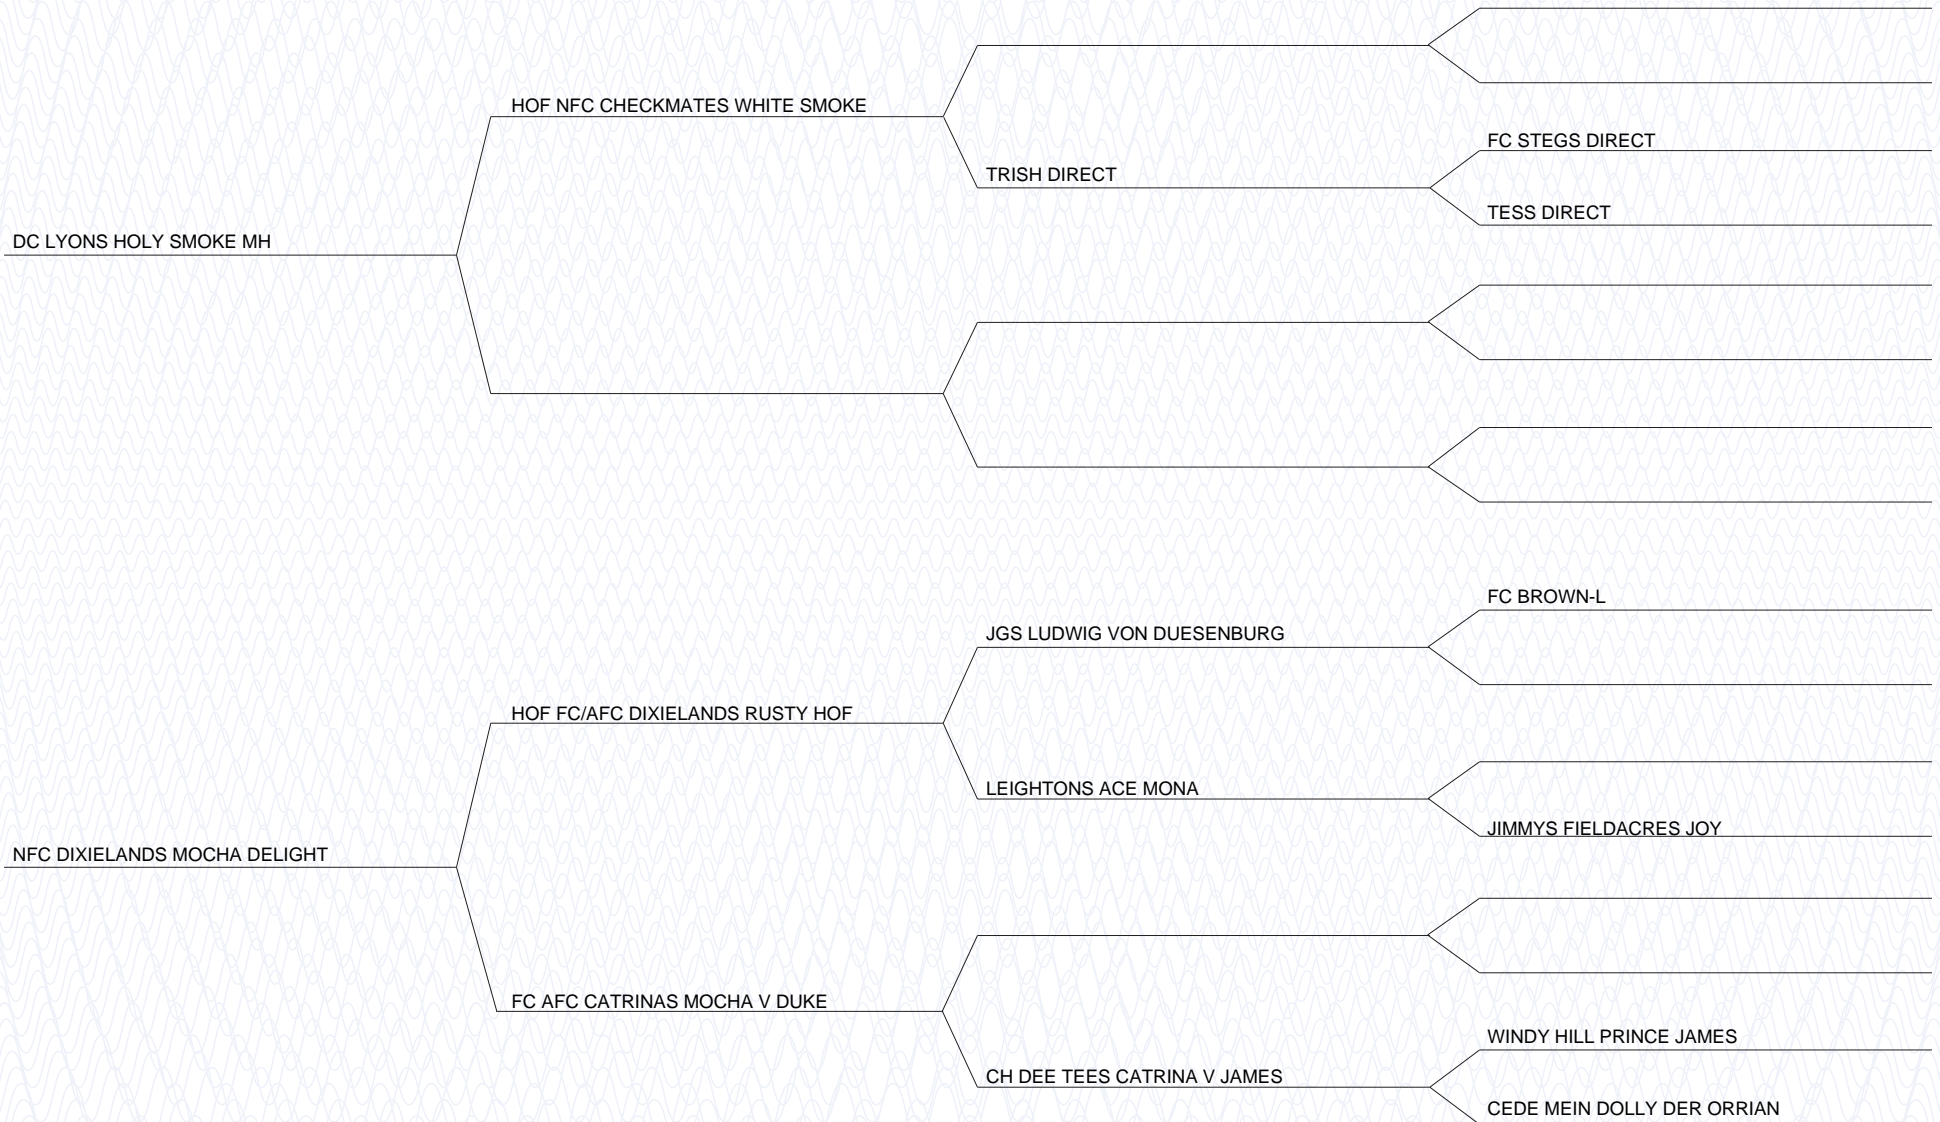 HOF NFC CHECKMATES WHITE SMOKE
FC STEGS DIRECT
TRISH DIRECT
TESS DIRECT
DC LYONS HOLY SMOKE MH
FC BROWN-L
JGS LUDWIG VON DUESENBURG
HOF FC/AFC DIXIELANDS RUSTY HOF
LEIGHTONS ACE MONA
JIMMYS FIELDACRES JOY
NFC DIXIELANDS MOCHA DELIGHT
FC AFC CATRINAS MOCHA V DUKE
WINDY HILL PRINCE JAMES
CH DEE TEES CATRINA V JAMES
CEDE MEIN DOLLY DER ORRIAN